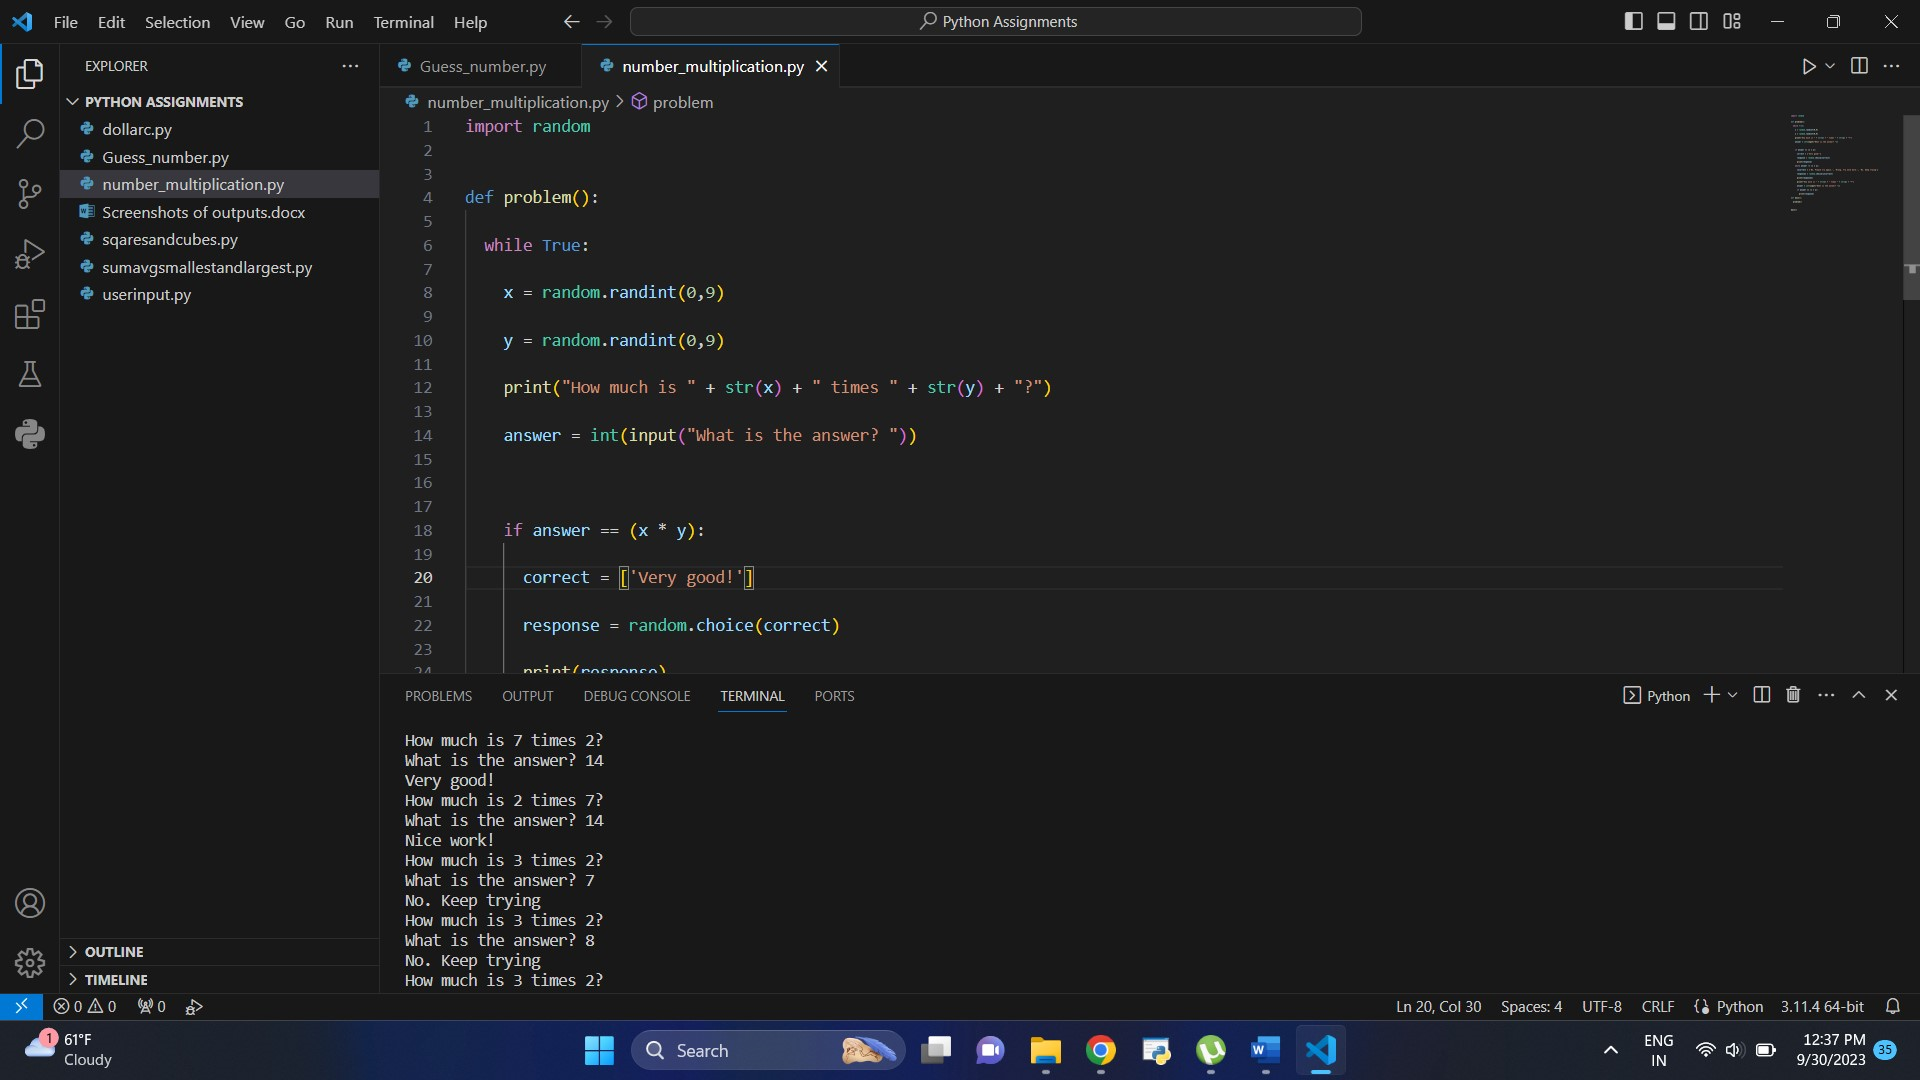 File Edit Selection View Go Run Terminal Help
Python Assignments
EXPLORER
PYTHON ASSIGNMENTS
dollarc.py
Guess_number.py
number_multiplication.py
Screenshots of outputs.docx
sqaresandcubes.py
sumavgsmallestandlargest.py
userinput.py
OUTLINE
TIMELINE
Guess_number.py
number_multiplication.py
number_multiplication.py > problem
1 import random
2
3
4 def problem():
5
6 while True:
7
8 x = random.randint(0,9)
9
10 y = random.randint(0,9)
11
12 print("How much is " + str(x) + " times " + str(y) + "?")
13
14 answer = int(input("What is the answer? "))
15
16
17
18 if answer == (x * y):
19
20 correct = ['Very good!']
21
22 response = random.choice(correct)
23
24 print(response)
PROBLEMS OUTPUT DEBUG CONSOLE TERMINAL PORTS
Python
How much is 7 times 2?
What is the answer? 14
Very good!
How much is 2 times 7?
What is the answer? 14
Nice work!
How much is 3 times 2?
What is the answer? 7
No. Keep trying
How much is 3 times 2?
What is the answer? 8
No. Keep trying
How much is 3 times 2?
0 0 0
Ln 20, Col 30 Spaces: 4 UTF-8 CRLF Python 3.11.4 64-bit
1 61°F
Cloudy
Search
ENG
IN
12:37 PM
9/30/2023
35